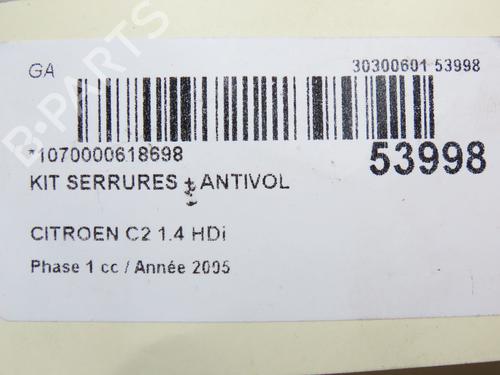 GA
30300601 53998
B-PARTS
*1070000618698
53998
KIT SERRURES + ANTIVOL
CITROEN C2 1.4 HDi
Phase 1 cc / Année 2005